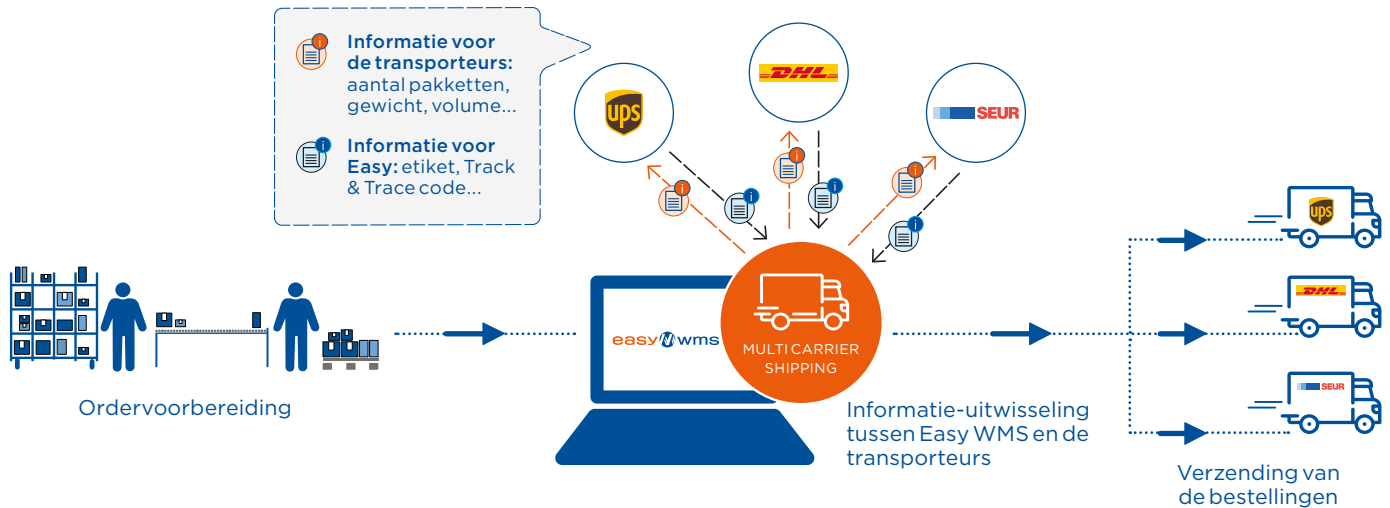 Informatie voor
de transporteurs:
aantal pakketten,
gewicht, volume...
Informatie voor
Easy: etiket, Track
& Trace code...
ups
DHL
SEUR
i
i
i
i
i
i
i
i
easy wms
MULTI CARRIER
SHIPPING
Ordervoorbereiding
Informatie-uitwisseling
tussen Easy WMS en de
transporteurs
ups
DHL
SEUR
Verzending van
de bestellingen